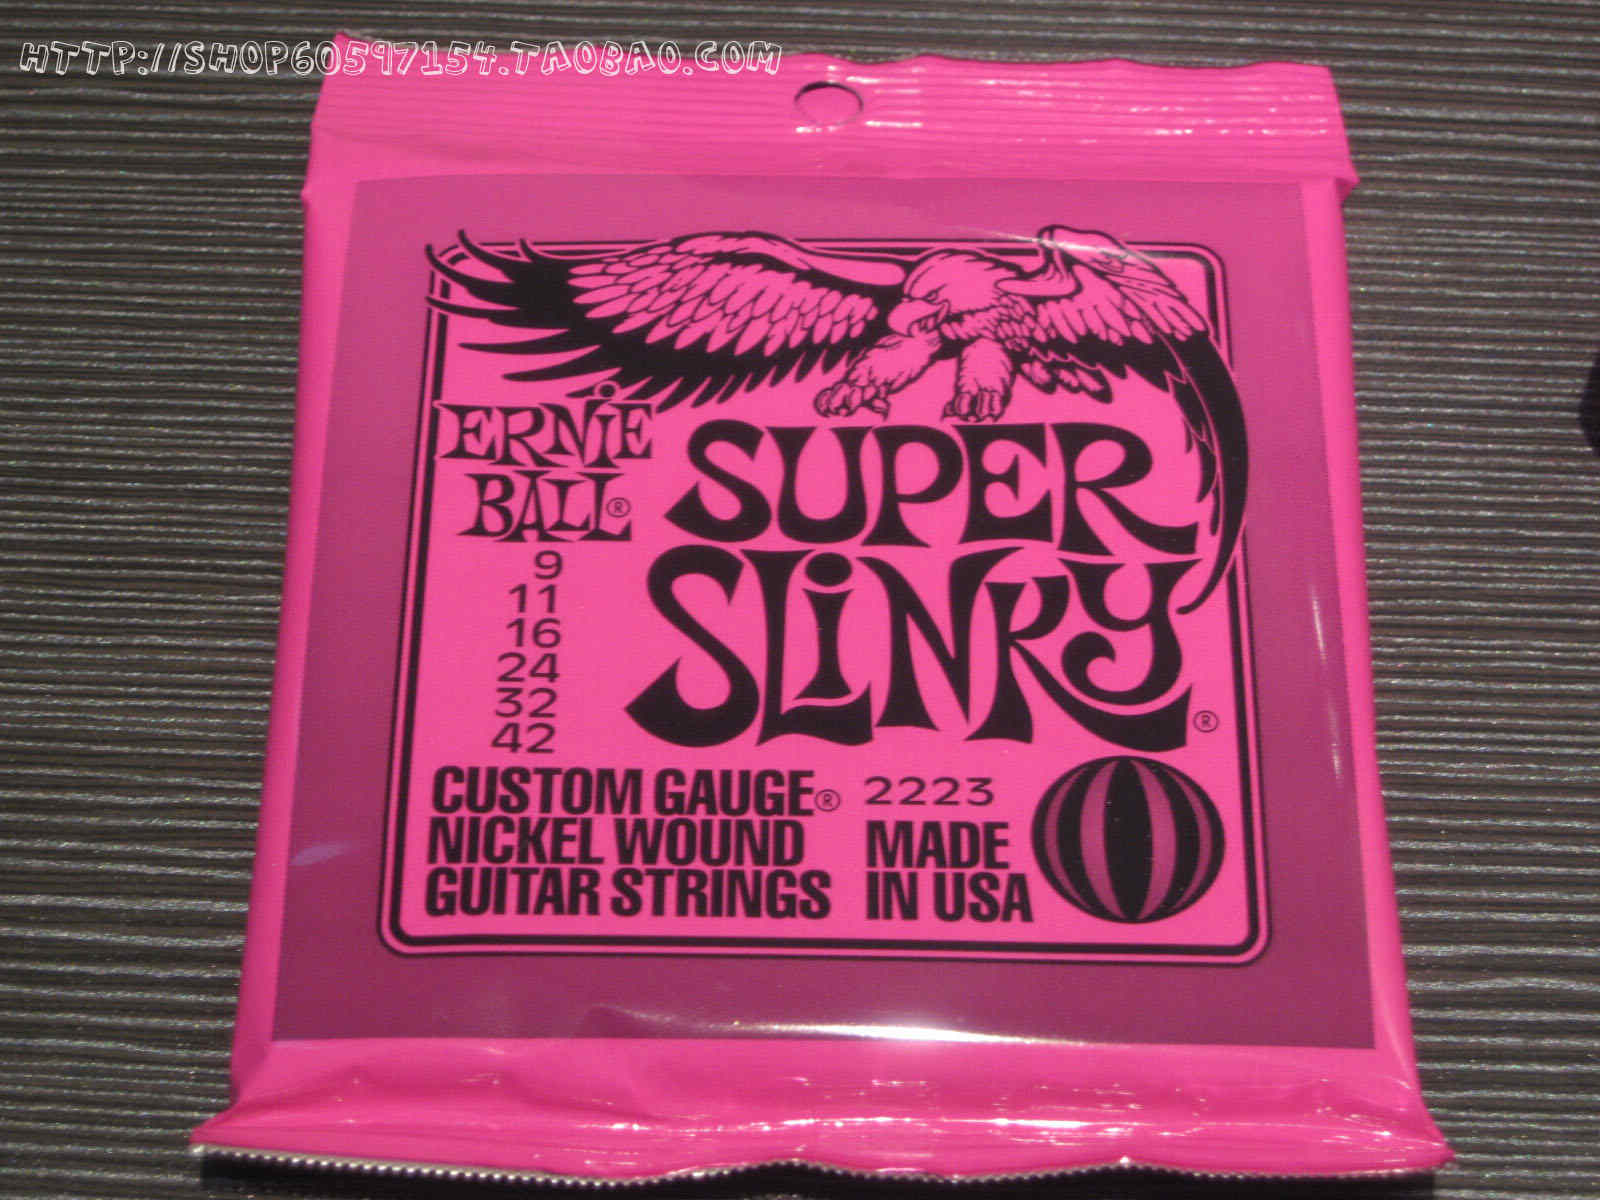 HTTP://SHOP60597154.TAOBAO.COM
ERNIE
BALL®
SUPER
SLINKY®
9
11
16
24
32
42
CUSTOM GAUGE®
NICKEL WOUND
GUITAR STRINGS
2223
MADE
IN USA